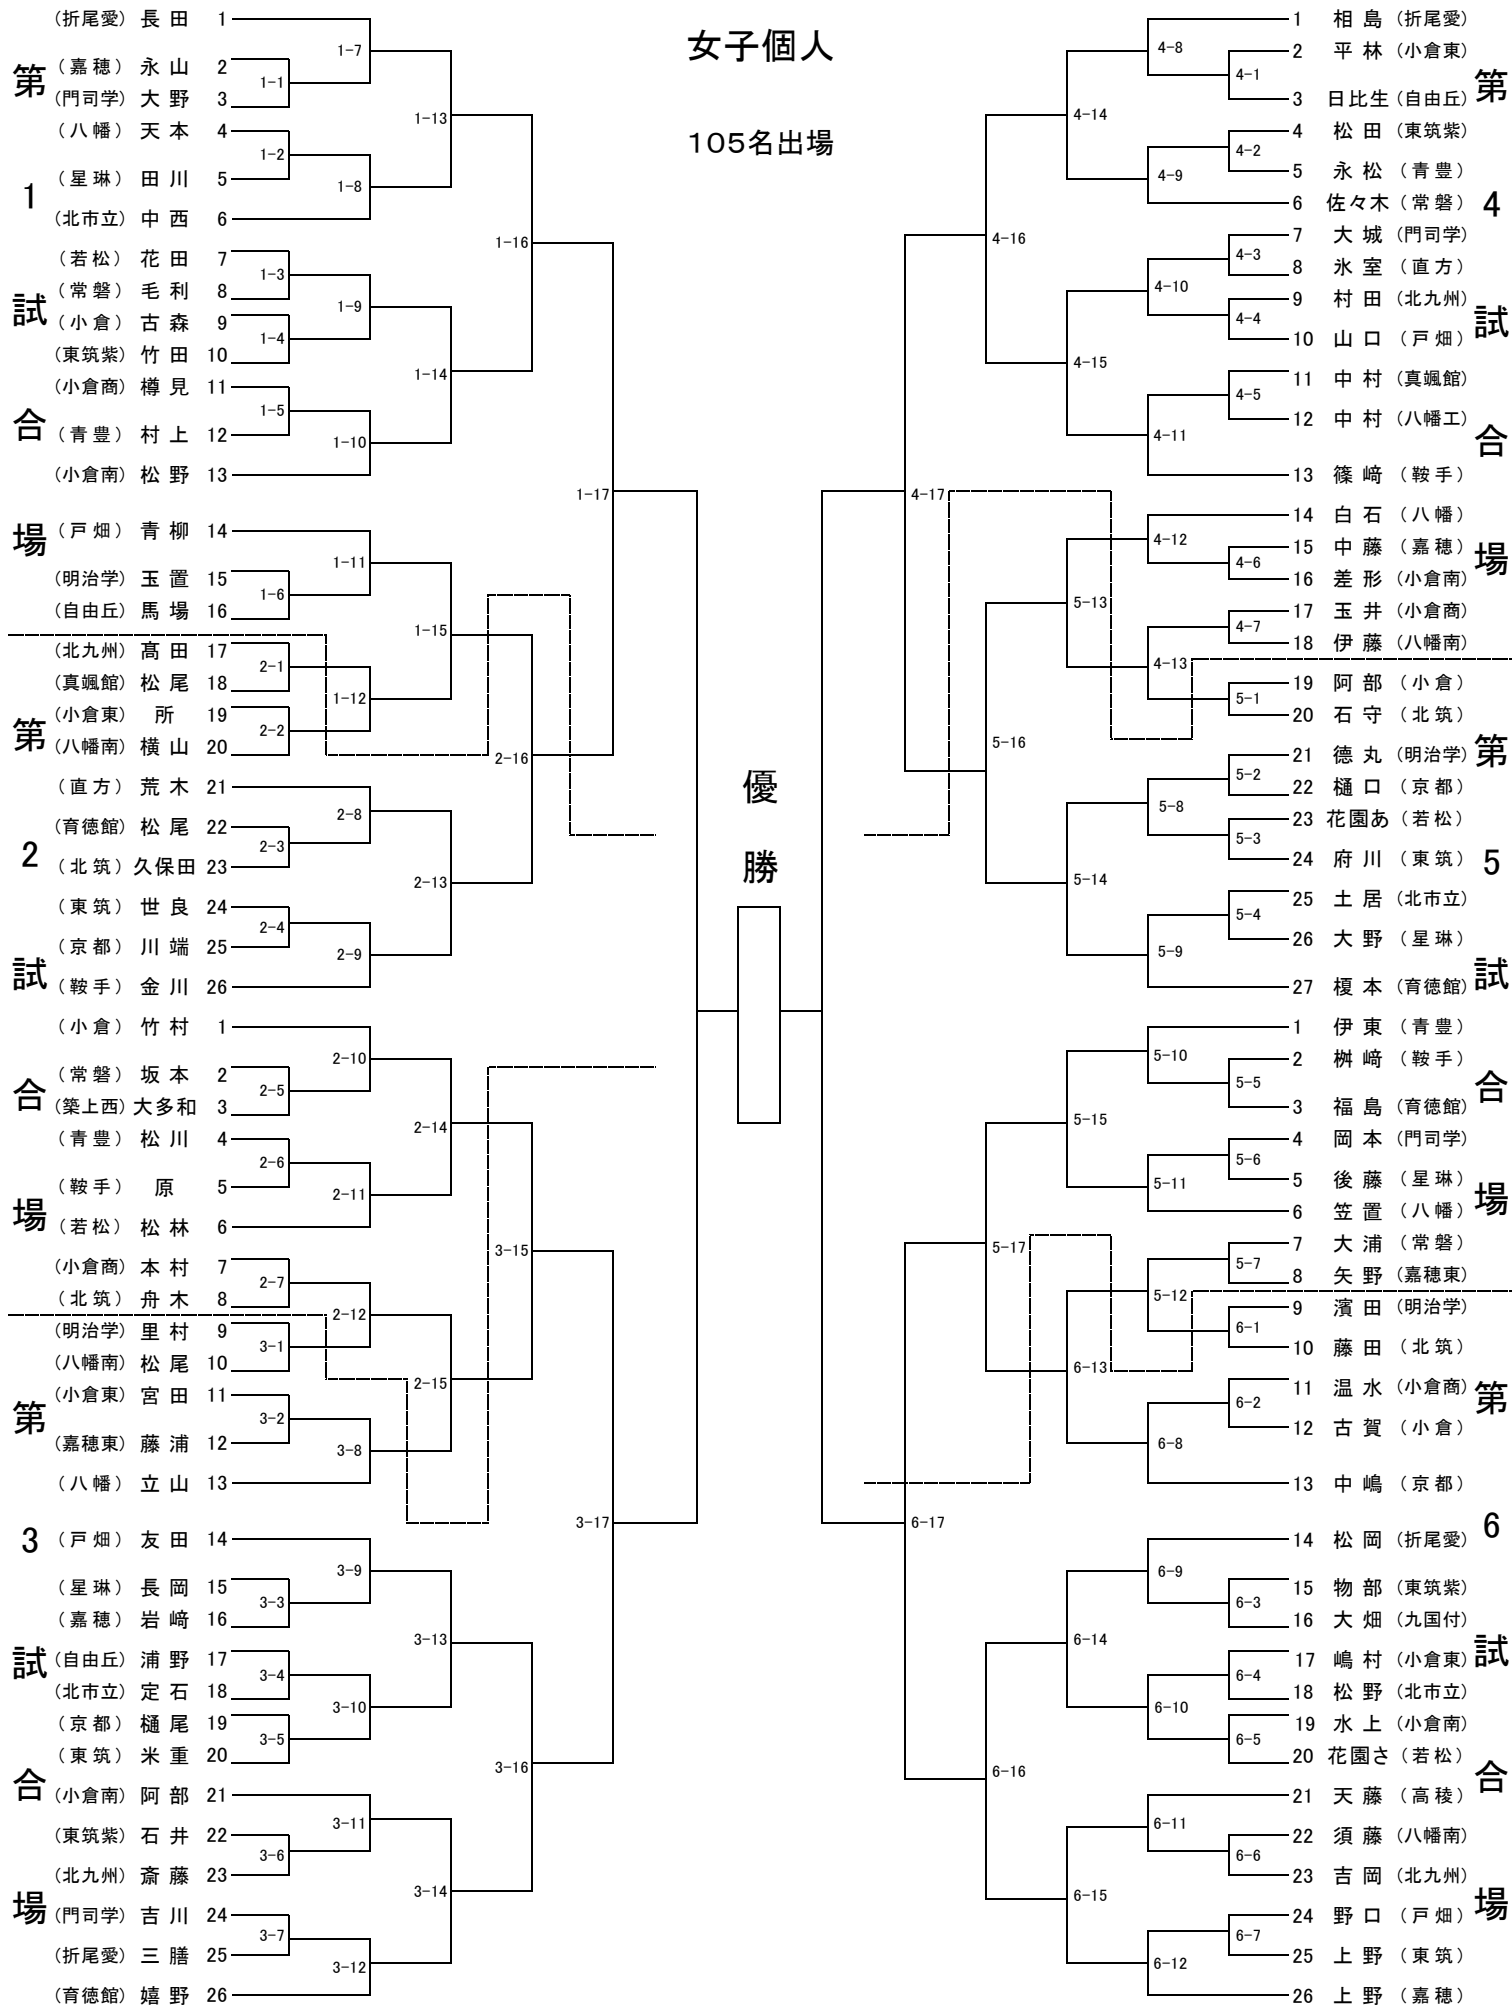 女子個人
105名出場
第1試合場
(折尾愛) 長田 1
(嘉穂) 永山 2
(門司学) 大野 3
(八幡) 天本 4
(星琳) 田川 5
(北市立) 中西 6
(若松) 花田 7
(常磐) 毛利 8
(小倉) 古森 9
(東筑紫) 竹田 10
(小倉商) 樽見 11
(青豊) 村上 12
(小倉南) 松野 13
(戸畑) 青柳 14
(明治学) 玉置 15
(自由丘) 馬場 16
1-1
1-2
1-3
1-4
1-5
1-6
1-7
1-8
1-9
1-10
1-11
1-12
1-13
1-14
1-15
1-16
1-17
第2試合場
(北九州) 髙田 17
(真颯館) 松尾 18
(小倉東) 所 19
(八幡南) 横山 20
(直方) 荒木 21
(育徳館) 松尾 22
(北筑) 久保田 23
(東筑) 世良 24
(京都) 川端 25
(鞍手) 金川 26
(小倉) 竹村 1
(常磐) 坂本 2
(築上西) 大多和 3
(青豊) 松川 4
(鞍手) 原 5
(若松) 松林 6
(小倉商) 本村 7
(北筑) 舟木 8
2-1
2-2
2-3
2-4
2-5
2-6
2-7
2-8
2-9
2-10
2-11
2-12
2-13
2-14
2-15
2-16
第3試合場
(明治学) 里村 9
(八幡南) 松尾 10
(小倉東) 宮田 11
(嘉穂東) 藤浦 12
(八幡) 立山 13
(戸畑) 友田 14
(星琳) 長岡 15
(嘉穂) 岩﨑 16
(自由丘) 浦野 17
(北市立) 定石 18
(京都) 樋尾 19
(東筑) 米重 20
(小倉南) 阿部 21
(東筑紫) 石井 22
(北九州) 斎藤 23
(門司学) 吉川 24
(折尾愛) 三膳 25
(育徳館) 嬉野 26
3-1
3-2
3-3
3-4
3-5
3-6
3-7
3-8
3-9
3-10
3-11
3-12
3-13
3-14
3-15
3-16
3-17
優勝
第4試合場
1 相島 (折尾愛)
2 平林 (小倉東)
3 日比生 (自由丘)
4 松田 (東筑紫)
5 永松 (青豊)
6 佐々木 (常磐)
7 大城 (門司学)
8 氷室 (直方)
9 村田 (北九州)
10 山口 (戸畑)
11 中村 (真颯館)
12 中村 (八幡工)
13 篠﨑 (鞍手)
14 白石 (八幡)
15 中藤 (嘉穂)
16 差形 (小倉南)
17 玉井 (小倉商)
18 伊藤 (八幡南)
4-1
4-2
4-3
4-4
4-5
4-6
4-7
4-8
4-9
4-10
4-11
4-12
4-13
4-14
4-15
4-16
4-17
第5試合場
19 阿部 (小倉)
20 石守 (北筑)
21 德丸 (明治学)
22 樋口 (京都)
23 花園あ (若松)
24 府川 (東筑)
25 土居 (北市立)
26 大野 (星琳)
27 榎本 (育徳館)
1 伊東 (青豊)
2 桝﨑 (鞍手)
3 福島 (育徳館)
4 岡本 (門司学)
5 後藤 (星琳)
6 笠置 (八幡)
7 大浦 (常磐)
8 矢野 (嘉穂東)
5-1
5-2
5-3
5-4
5-5
5-6
5-7
5-8
5-9
5-10
5-11
5-12
5-13
5-14
5-15
5-16
5-17
第6試合場
9 濱田 (明治学)
10 藤田 (北筑)
11 温水 (小倉商)
12 古賀 (小倉)
13 中嶋 (京都)
14 松岡 (折尾愛)
15 物部 (東筑紫)
16 大畑 (九国付)
17 嶋村 (小倉東)
18 松野 (北市立)
19 水上 (小倉南)
20 花園さ (若松)
21 天藤 (高稜)
22 須藤 (八幡南)
23 吉岡 (北九州)
24 野口 (戸畑)
25 上野 (東筑)
26 上野 (嘉穂)
6-1
6-2
6-3
6-4
6-5
6-6
6-7
6-8
6-9
6-10
6-11
6-12
6-13
6-14
6-15
6-16
6-17